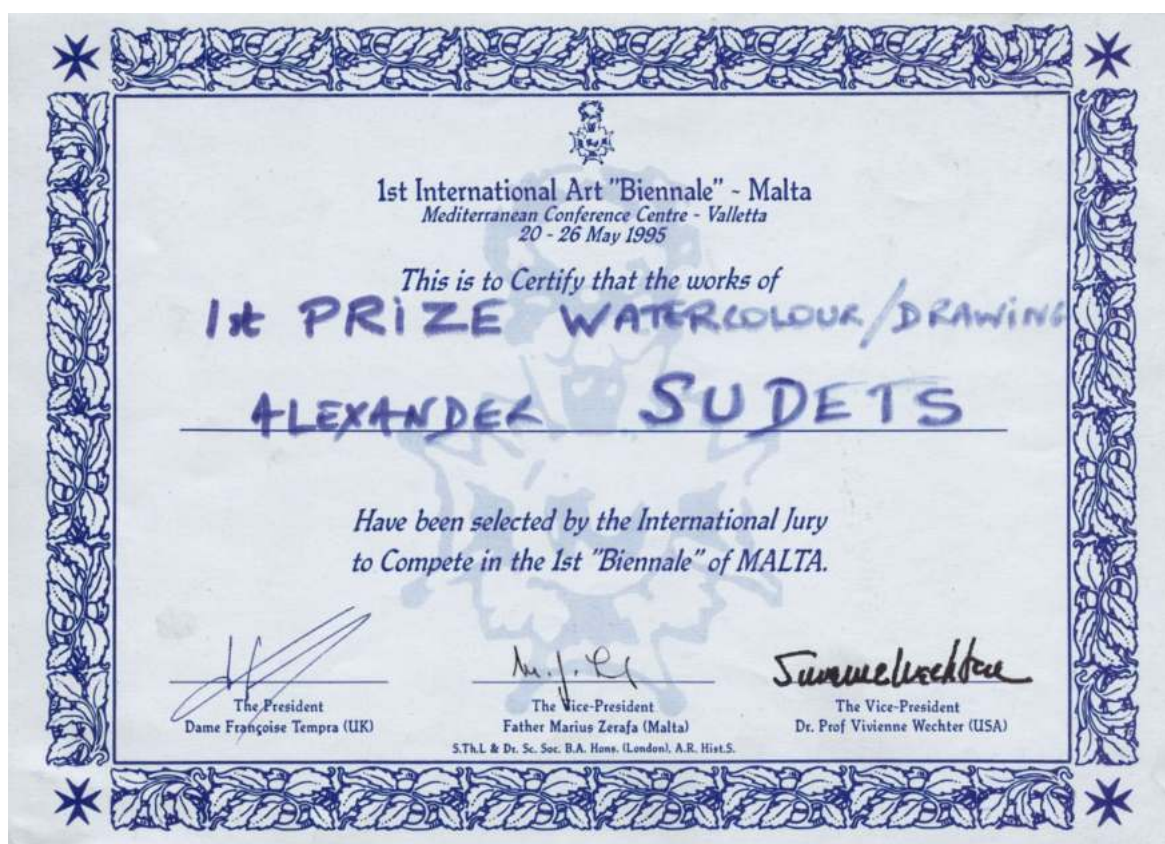 1st International Art "Biennale" ~ Malta
Mediterranean Conference Centre - Valletta
20 - 26 May 1995
This is to Certify that the works of
1st PRIZE WATERCOLOUR/DRAWING
ALEXANDER SUDETS
Have been selected by the International Jury
to Compete in the 1st "Biennale" of MALTA.
The President
Dame Françoise Tempra (UK)
The Vice-President
Father Marius Zerafa (Malta)
S.Th.L & Dr. Sc. Soc. B.A. Hons. (London), A.R. Hist.S.
The Vice-President
Dr. Prof Vivienne Wechter (USA)